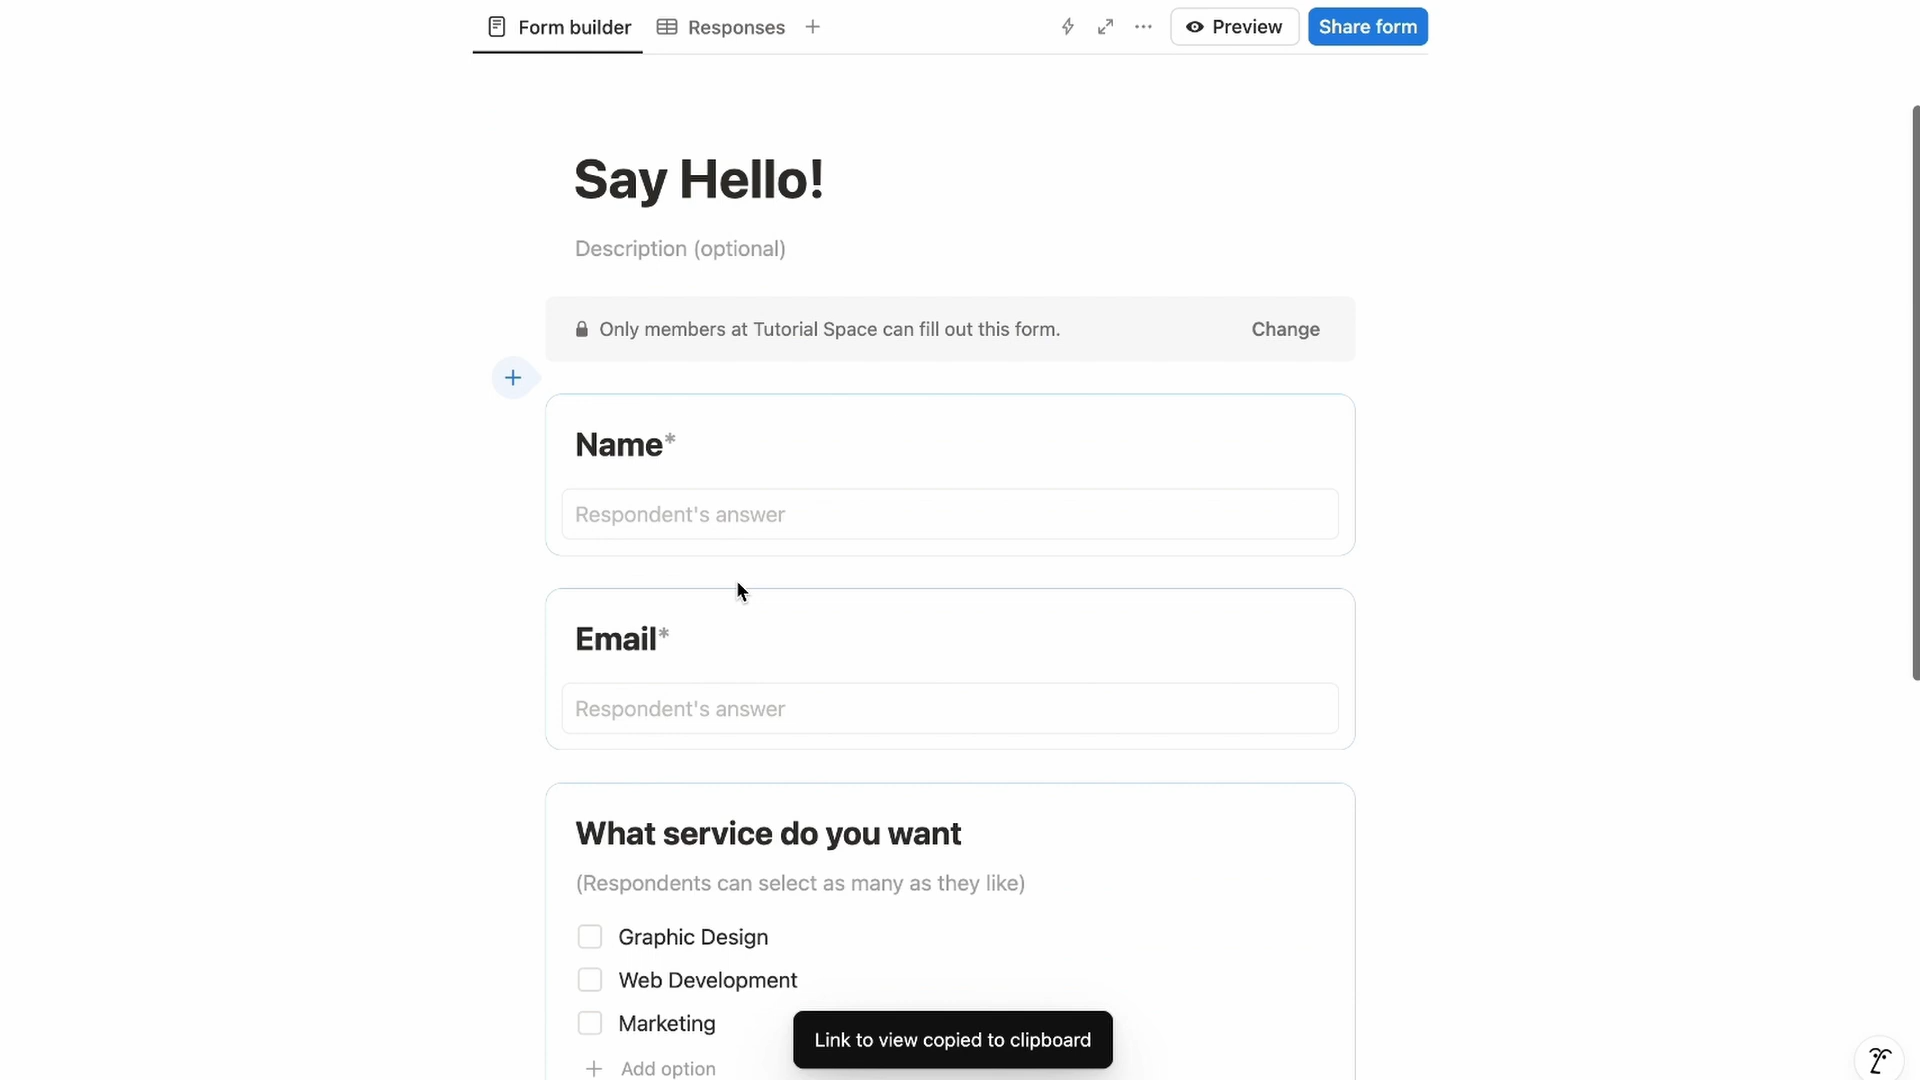 Form builder
Responses
Preview
Share form
Say Hello!
Description (optional)
Only members at Tutorial Space can fill out this form.
Change
Name*
Respondent's answer
Email*
Respondent's answer
What service do you want
(Respondents can select as many as they like)
Graphic Design
Web Development
Marketing
Link to view copied to clipboard
Add option